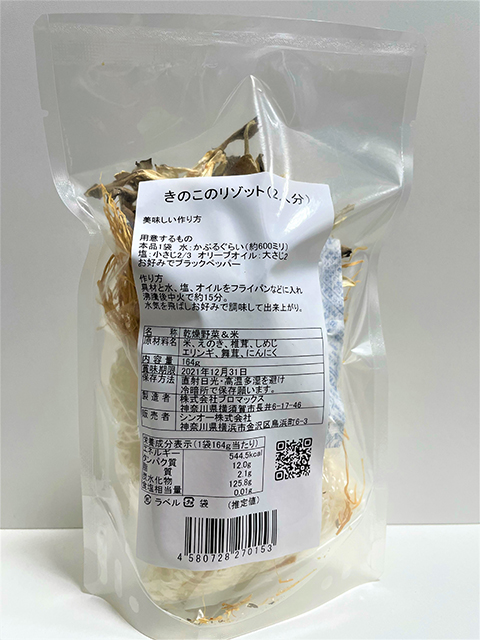 きのこのリゾット(2人分)
美味しい作り方
用意するもの
本品1袋 水:かぶるぐらい(約600ミリ)
塩:小さじ2/3 オリーブオイル:大さじ2
お好みでブラックペッパー
作り方
具材と水、塩、オイルをフライパンなどに入れ
沸騰後中火で約15分。
水気を飛ばしお好みで調味して出来上がり。
名 称 乾燥野菜&米
原材料名 米、えのき、椎茸、しめじ
エリンギ、舞茸、にんにく
内容量 164g
賞味期限 2021年12月31日
保存方法 直射日光・高温多湿を避け
冷暗所で保存願います。
製造者 株式会社プロマックス
神奈川県横須賀市長井6-17-46
販売者 シンオー株式会社
神奈川県横浜市金沢区鳥浜町6-3
栄養成分表示(1袋164g当たり)
エネルギー 544.5kcal
タンパク質 12.0g
脂 質 2.1g
炭水化物 125.8g
食塩相当量 0.01g
ラベル 袋 (推定値)
4 580728 270153